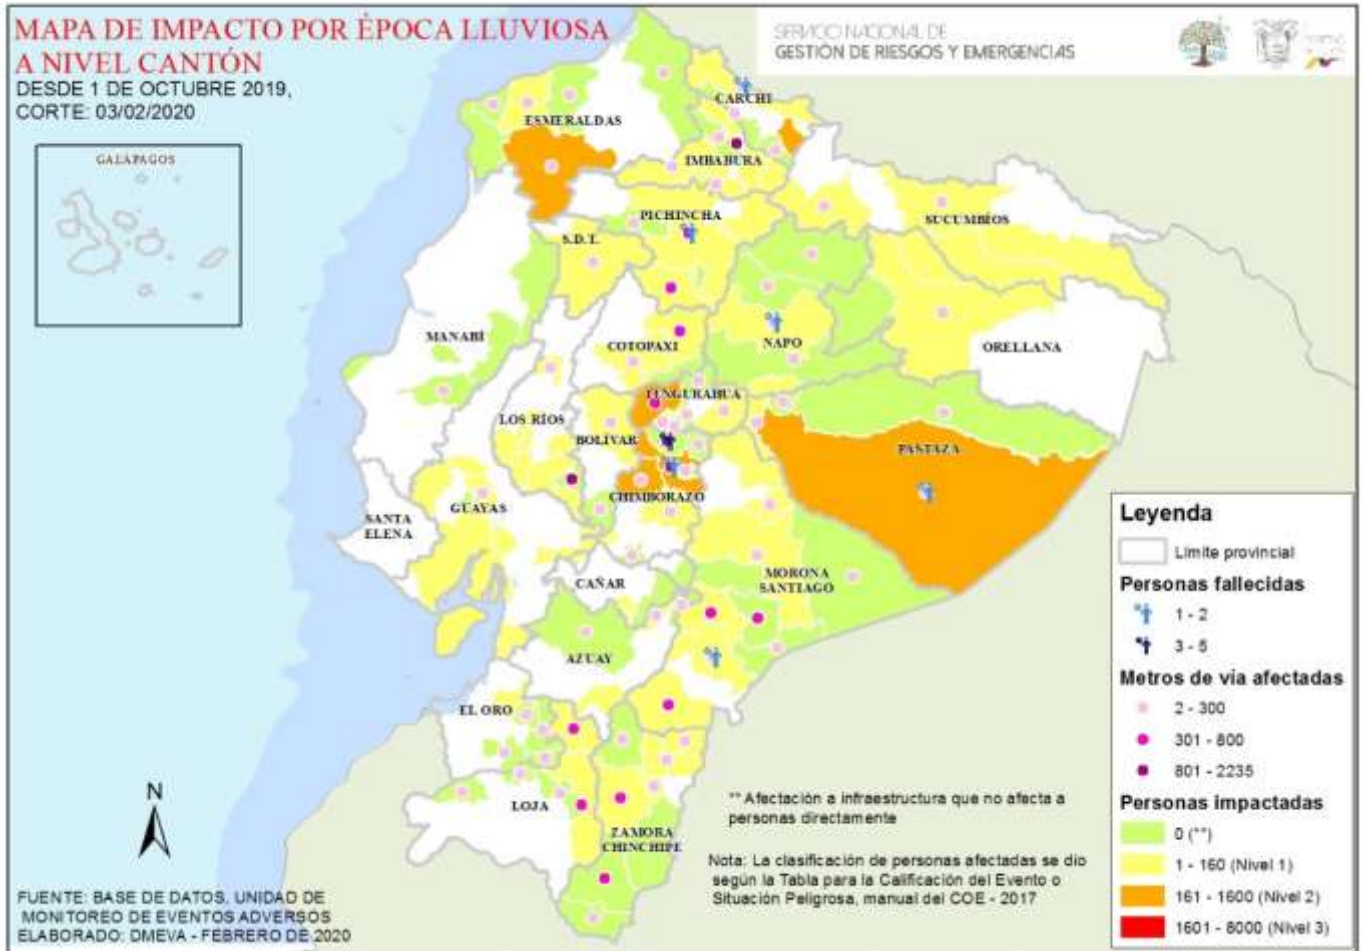 MAPA DE IMPACTO POR ÉPOCA LLUVIOSA
A NIVEL CANTÓN
DESDE 1 DE OCTUBRE 2019,
CORTE: 03/02/2020
SERVICIO NACIONAL DE
GESTIÓN DE RIESGOS Y EMERGENCIAS
GALÁPAGOS
CARCHI
ESMERALDAS
IMBABURA
PICHINCHA
SUCUMBÍOS
S.D.T.
MANABÍ
COTOPAXI
NAPO
ORELLANA
TUNGURAHUA
LOS RÍOS
BOLÍVAR
PASTAZA
CHIMBORAZO
GUAYAS
SANTA
ELENA
CAÑAR
MORONA
SANTIAGO
AZUAY
EL ORO
LOJA
ZAMORA
CHINCHIPE
N
Leyenda
Límite provincial
Personas fallecidas
1 - 2
3 - 5
Metros de vía afectadas
2 - 300
301 - 800
801 - 2235
Personas impactadas
0 (**)
1 - 160 (Nivel 1)
161 - 1600 (Nivel 2)
1601 - 8000 (Nivel 3)
** Afectación a infraestructura que no afecta a
personas directamente
Nota: La clasificación de personas afectadas se dio
según la Tabla para la Calificación del Evento o
Situación Peligrosa, manual del COE - 2017
FUENTE: BASE DE DATOS, UNIDAD DE
MONITOREO DE EVENTOS ADVERSOS
ELABORADO: DMEVA - FEBRERO DE 2020